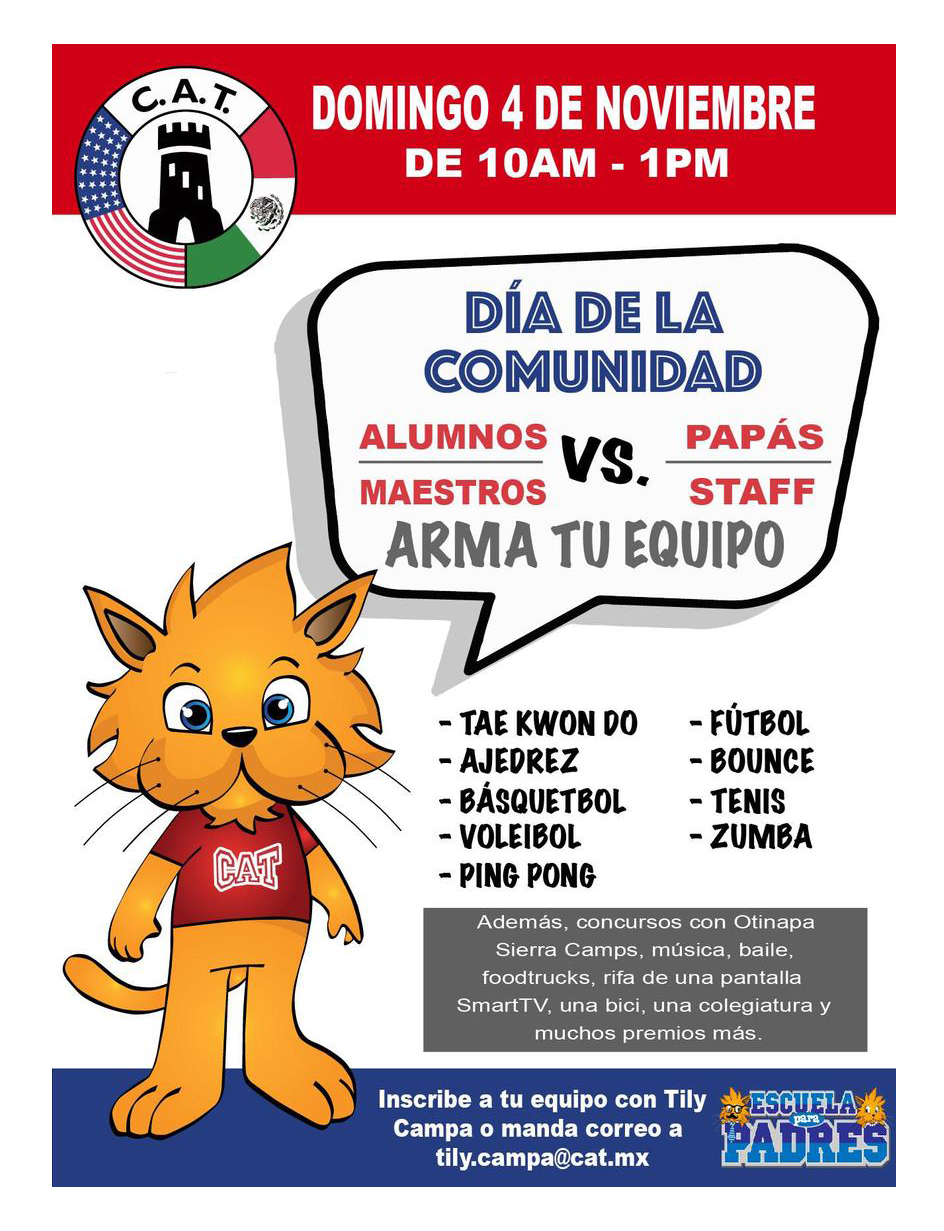 C.A.T.
DOMINGO 4 DE NOVIEMBRE
DE 10AM - 1PM
DÍA DE LA
COMUNIDAD
ALUMNOS
MAESTROS
VS.
PAPÁS
STAFF
ARMA TU EQUIPO
- TAE KWON DO
- AJEDREZ
- BÁSQUETBOL
- VOLEIBOL
- PING PONG
- FÚTBOL
- BOUNCE
- TENIS
- ZUMBA
CAT
Además, concursos con Otinapa
Sierra Camps, música, baile,
foodtrucks, rifa de una pantalla
SmartTV, una bici, una colegiatura y
muchos premios más.
Inscribe a tu equipo con Tily
Campa o manda correo a
tily.campa@cat.mx
ESCUELA
para
PADRES